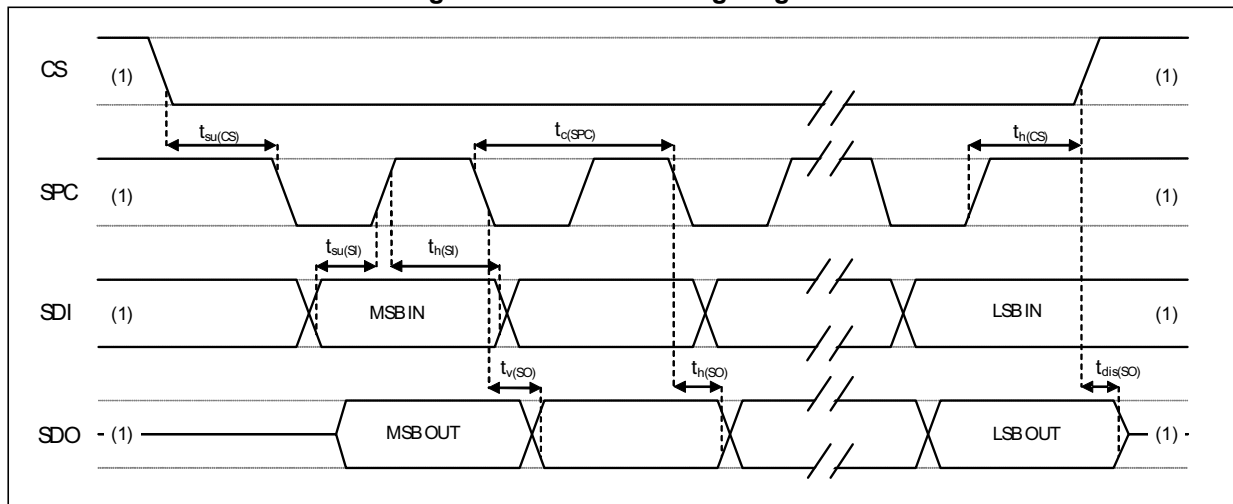 CS (1) (1)
t_su(CS) t_c(SPC) t_h(CS)
SPC (1) (1)
t_su(SI) t_h(SI)
SDI (1) MSB IN LSB IN (1)
t_v(SO) t_h(SO) t_dis(SO)
SDO (1) MSB OUT LSB OUT (1)